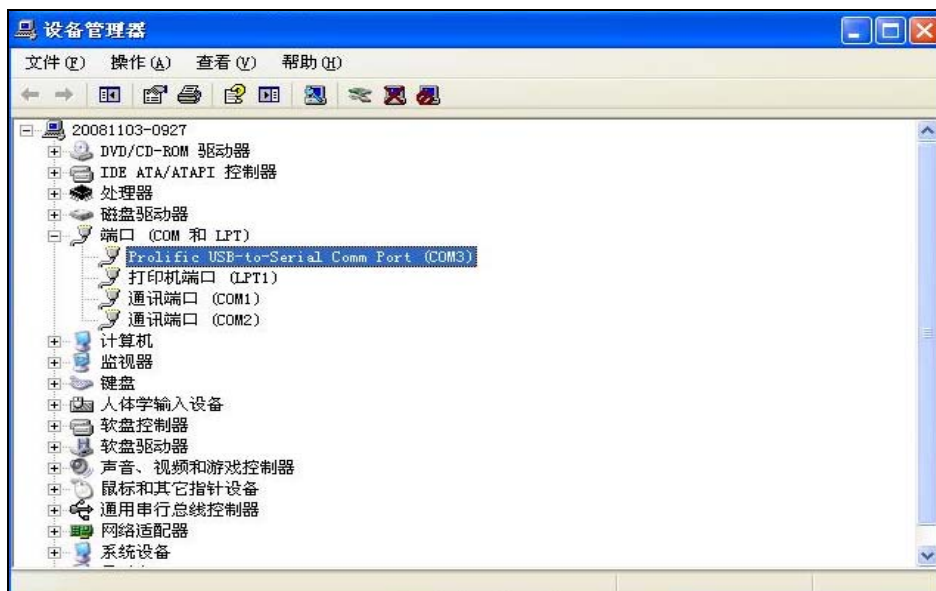 设备管理器
文件(F) 操作(A) 查看(V) 帮助(H)
20081103-0927
DVD/CD-ROM 驱动器
IDE ATA/ATAPI 控制器
处理器
磁盘驱动器
端口 (COM 和 LPT)
Prolific USB-to-Serial Comm Port (COM3)
打印机端口 (LPT1)
通讯端口 (COM1)
通讯端口 (COM2)
计算机
监视器
键盘
人体学输入设备
软盘控制器
软盘驱动器
声音、视频和游戏控制器
鼠标和其它指针设备
通用串行总线控制器
网络适配器
系统设备